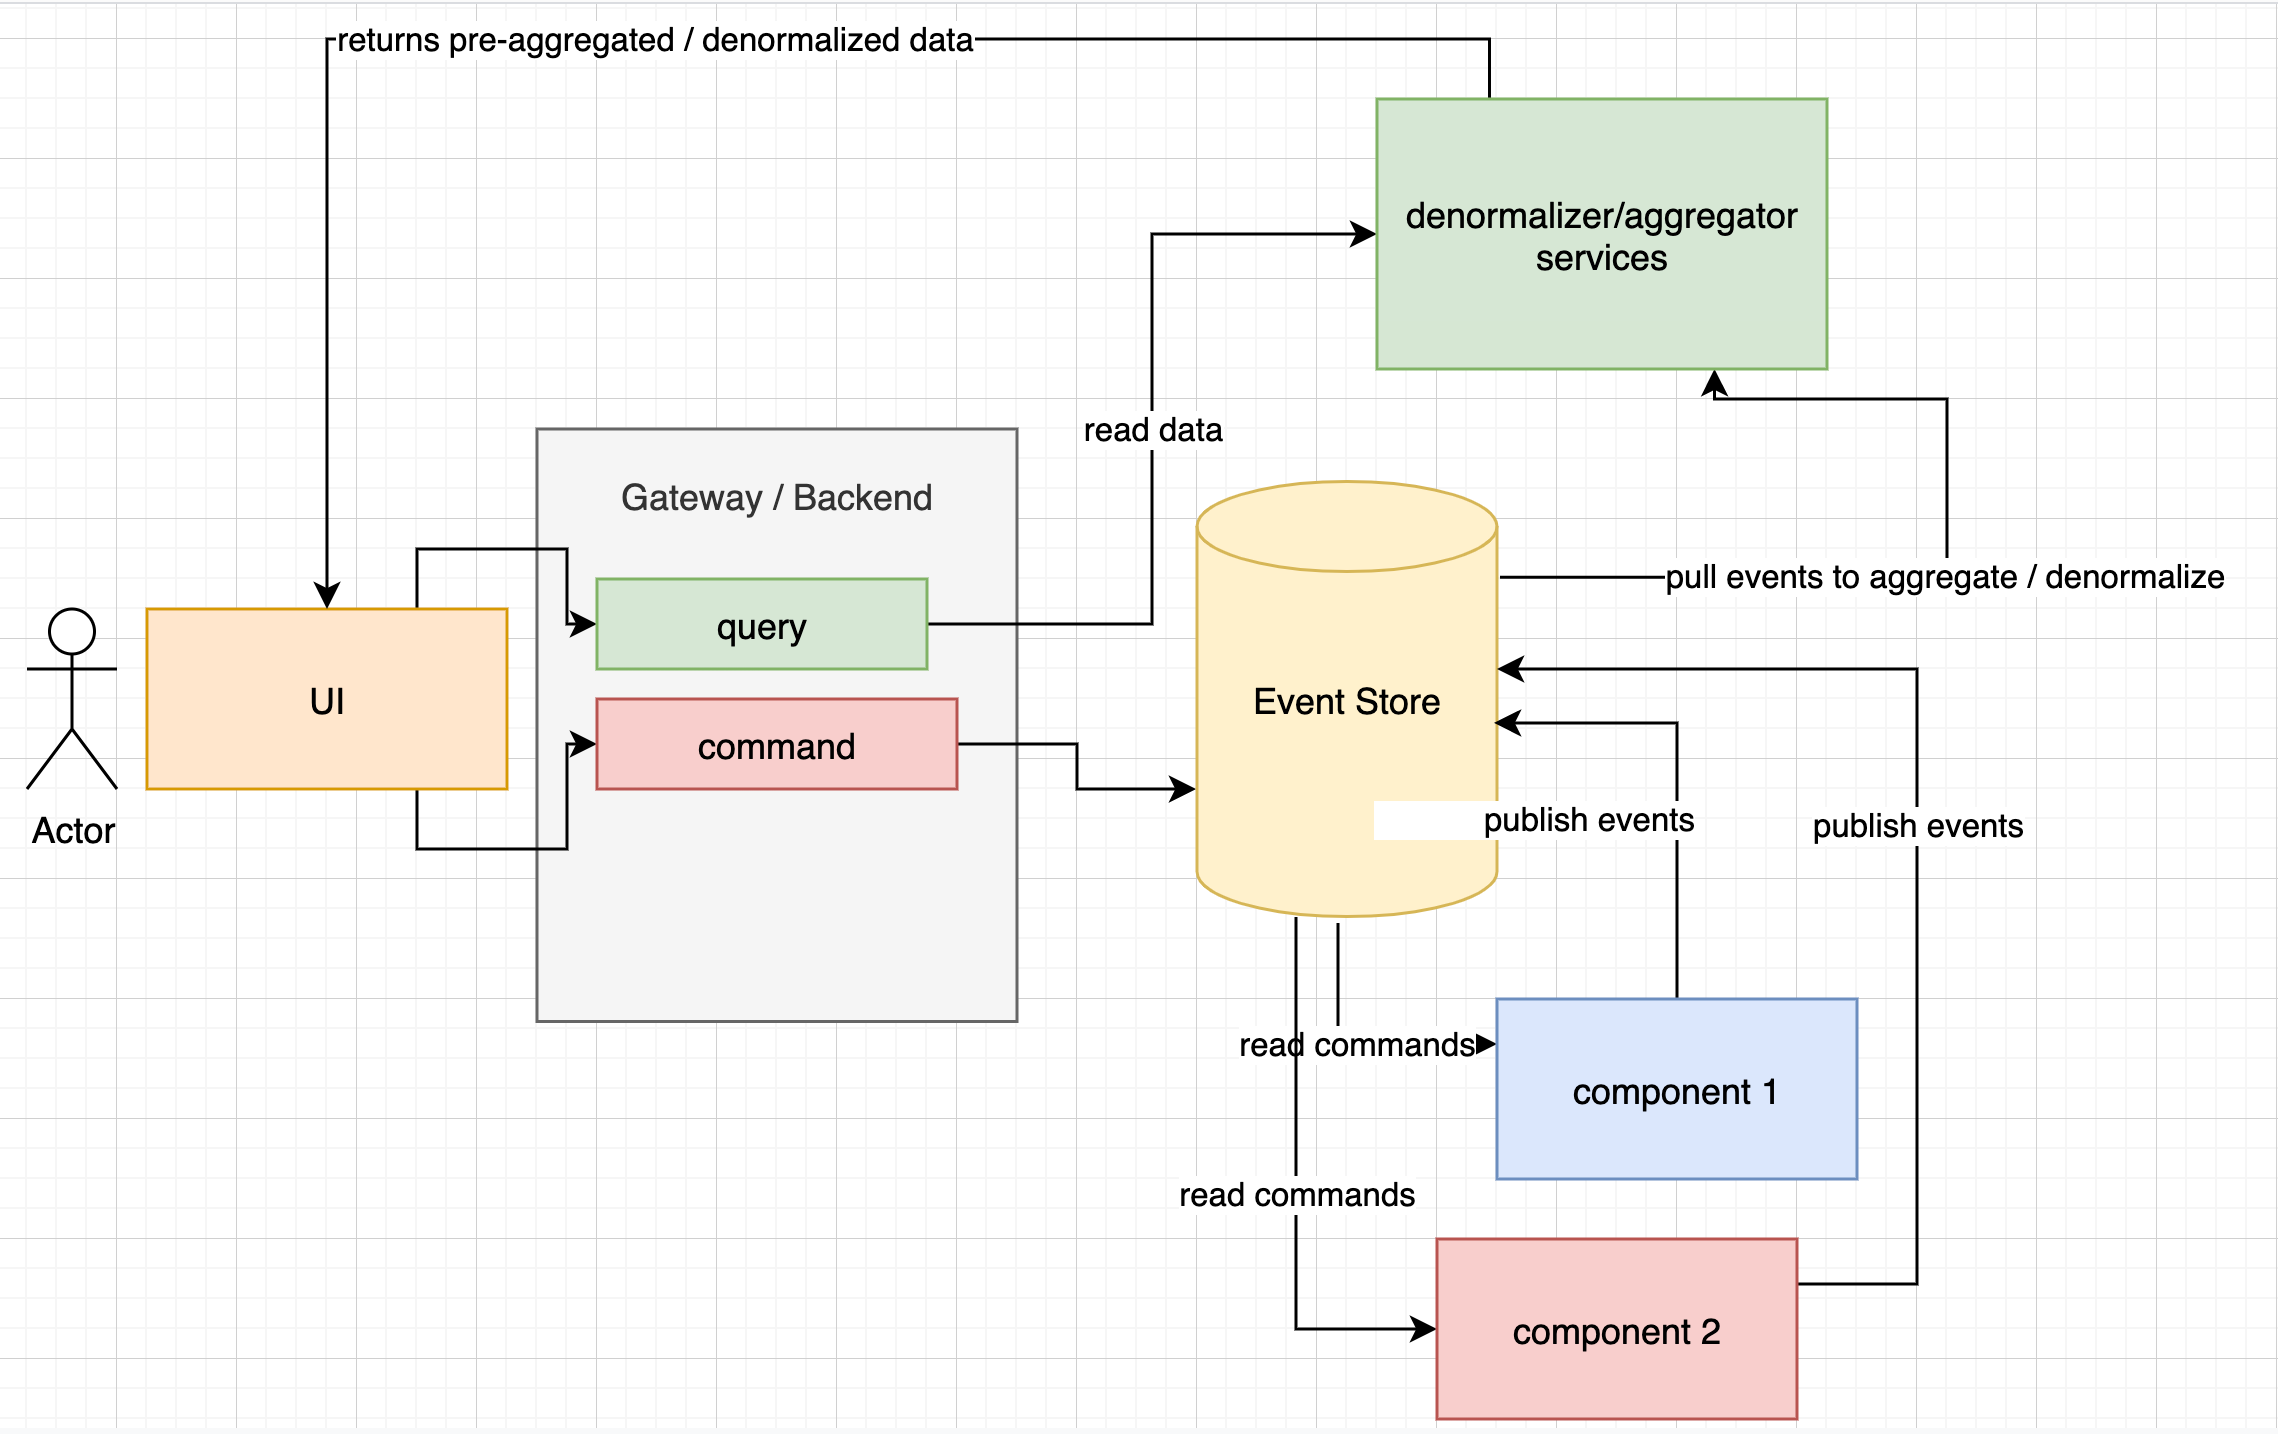 returns pre-aggregated / denormalized data
denormalizer/aggregator
services
read data
Gateway / Backend
pull events to aggregate / denormalize
query
UI
Event Store
command
publish events
publish events
Actor
read commands
component 1
read commands
component 2